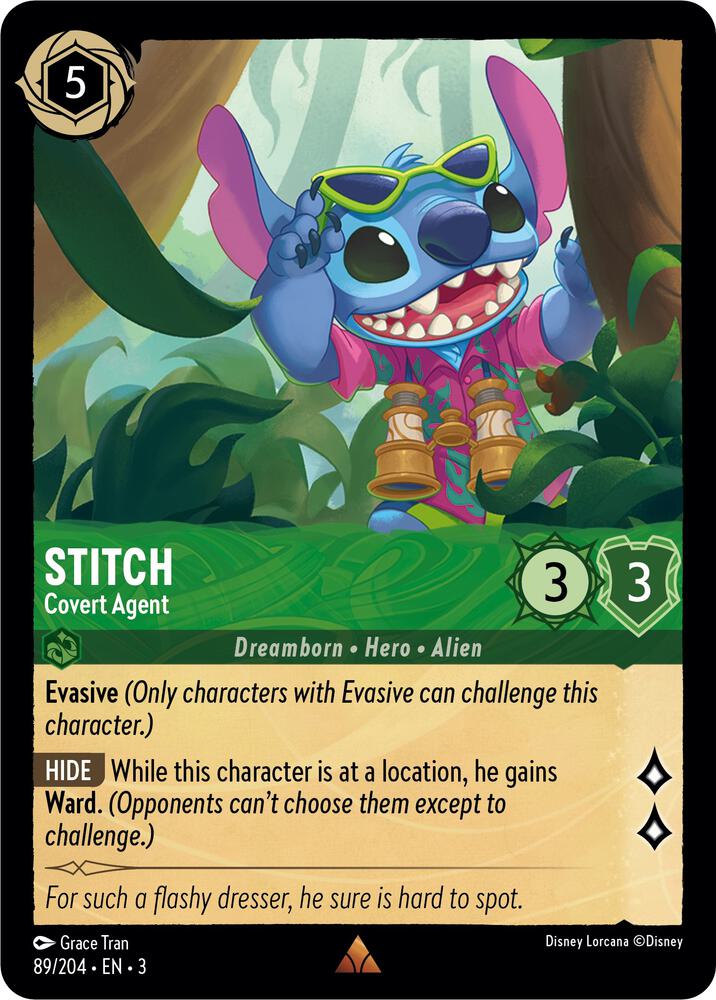 5
STITCH
Covert Agent
3
3
Dreamborn • Hero • Alien
Evasive (Only characters with Evasive can challenge this
character.)
HIDE While this character is at a location, he gains
Ward. (Opponents can't choose them except to
challenge.)
For such a flashy dresser, he sure is hard to spot.
Grace Tran
Disney Lorcana ©Disney
89/204 • EN • 3